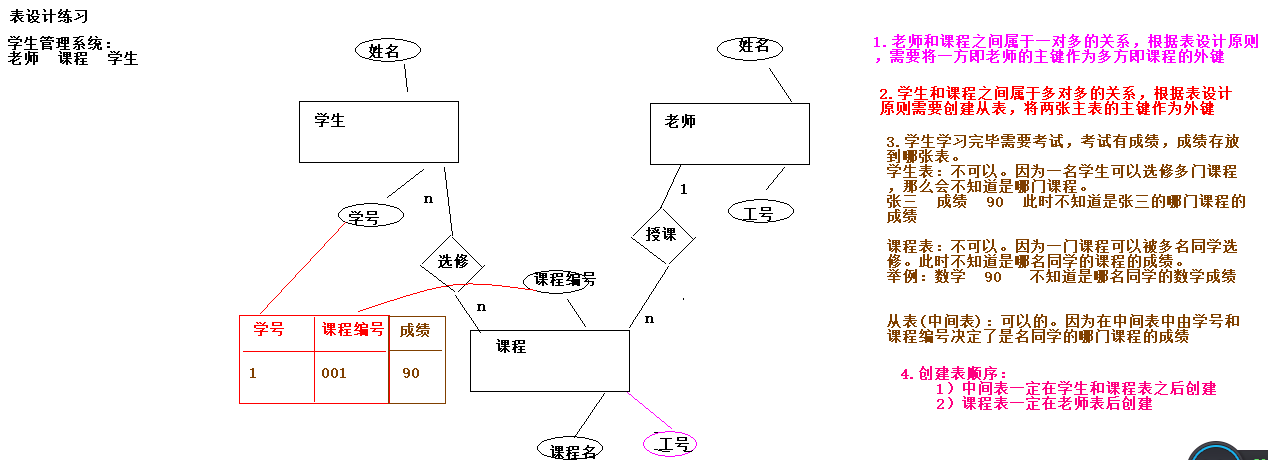 表设计练习
学生管理系统：
老师 课程 学生
姓名
姓名
学生
老师
n
1
学号
工号
选修
授课
课程编号
n
n
学号 课程编号 成绩
1 001 90
课程
课程名
工号
1.老师和课程之间属于一对多的关系，根据表设计原则
，需要将一方即老师的主键作为多方即课程的外键
2.学生和课程之间属于多对多的关系，根据表设计
原则需要创建从表，将两张主表的主键作为外键
3.学生学习完毕需要考试，考试有成绩，成绩存放
到哪张表。
学生表：不可以。因为一名学生可以选修多门课程
，那么会不知道是哪门课程。
张三 成绩 90 此时不知道是张三的哪门课程的
成绩
课程表：不可以。因为一门课程可以被多名同学选
修。此时不知道是哪名同学的课程的成绩。
举例：数学 90 不知道是哪名同学的数学成绩
从表(中间表)：可以的。因为在中间表中由学号和
课程编号决定了是名同学的哪门课程的成绩
4.创建表顺序：
1）中间表一定在学生和课程表之后创建
2）课程表一定在老师表后创建